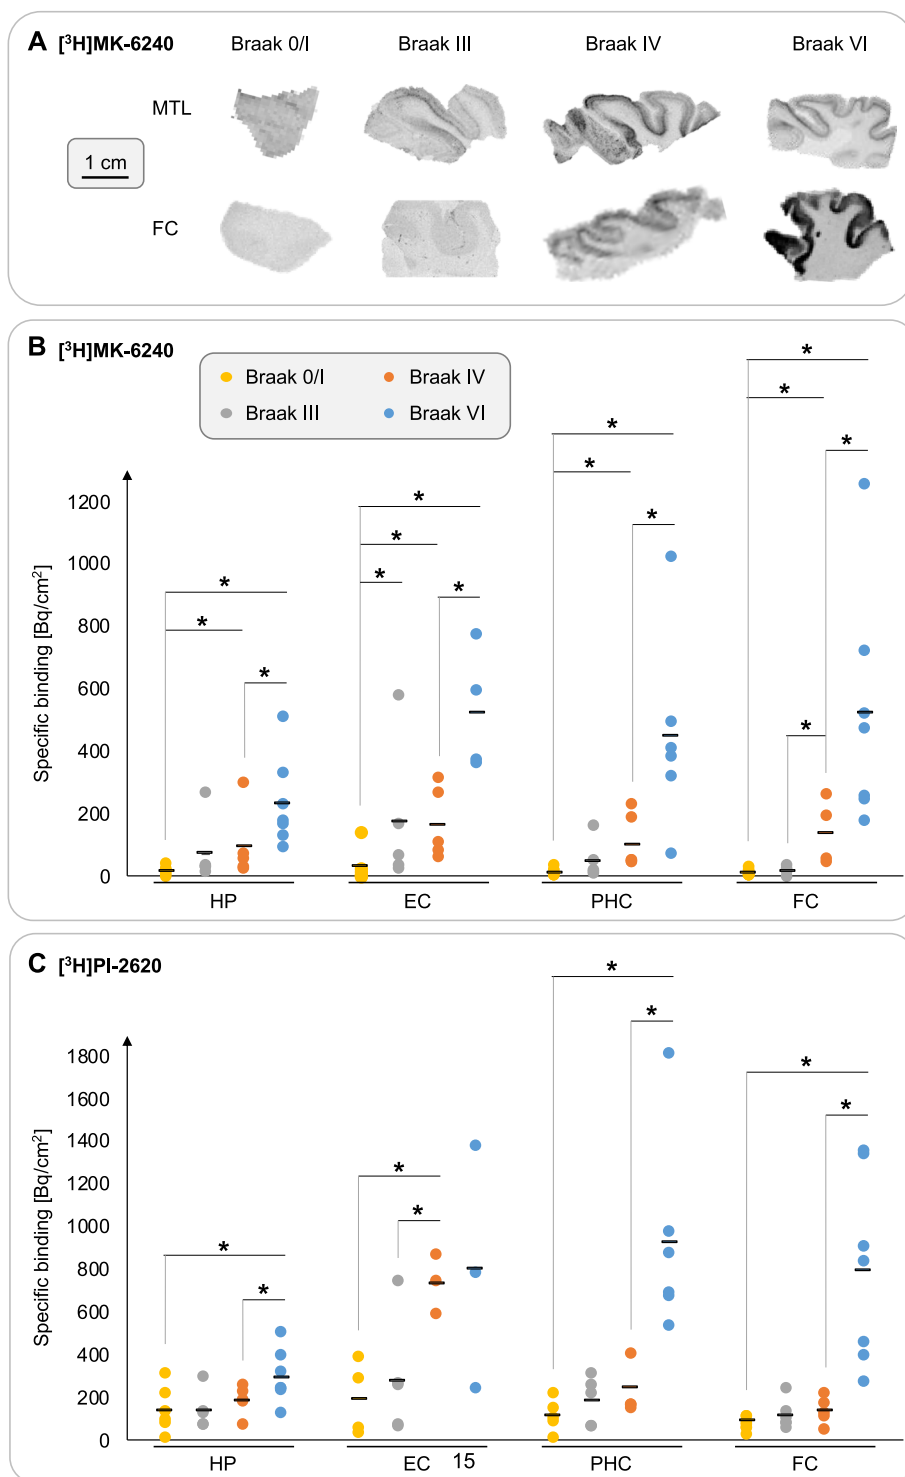 A [³H]MK-6240 Braak 0/I Braak III Braak IV Braak VI
MTL
1 cm
FC
B [³H]MK-6240
Braak 0/I Braak IV
Braak III Braak VI
* * * * * * * * * * * * * *
Specific binding [Bq/cm²]
1200
1000
800
600
400
200
0
HP EC PHC FC
C [³H]PI-2620
* * * * * * * *
Specific binding [Bq/cm²]
1800
1600
1400
1200
1000
800
600
400
200
0
HP EC 15 PHC FC